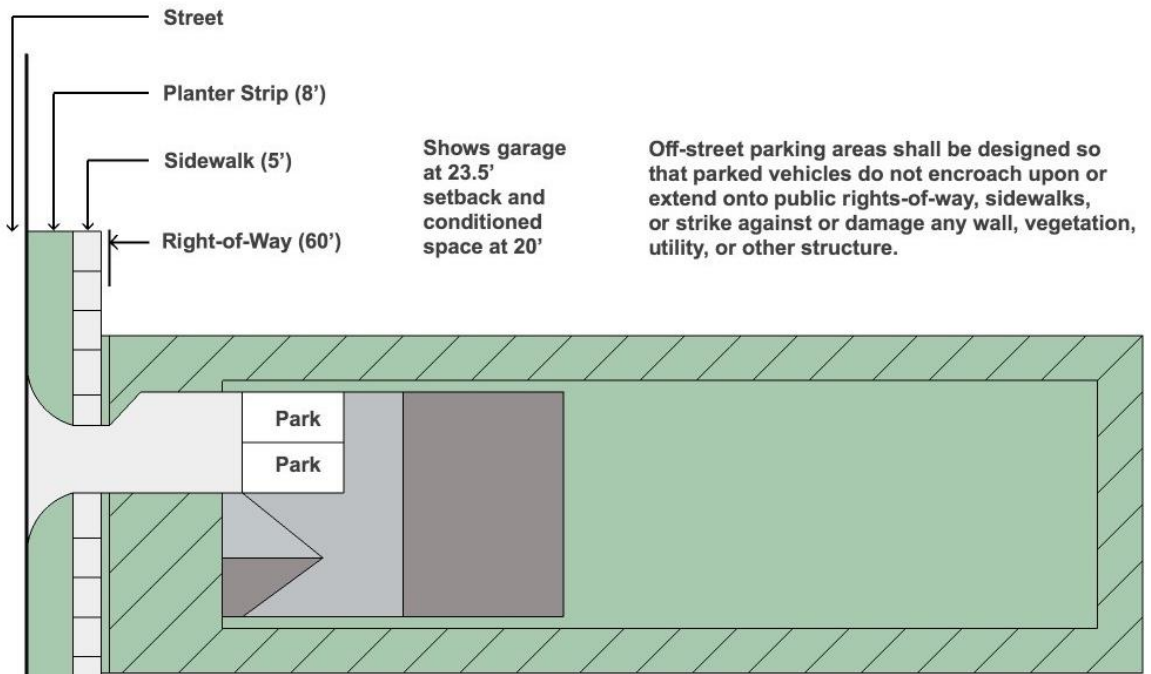 Street
Planter Strip (8’)
Sidewalk (5’)
Right-of-Way (60’)
Shows garage
at 23.5’
setback and
conditioned
space at 20’
Off-street parking areas shall be designed so
that parked vehicles do not encroach upon or
extend onto public rights-of-way, sidewalks,
or strike against or damage any wall, vegetation,
utility, or other structure.
Park
Park